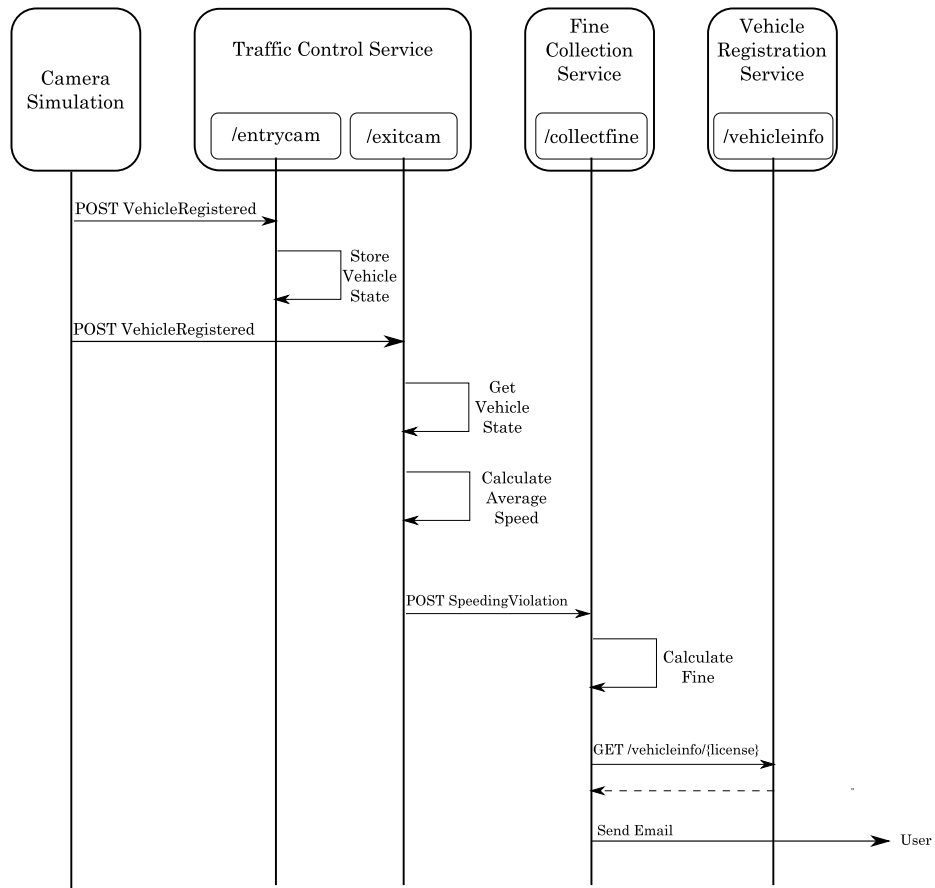 Camera
Simulation
Traffic Control Service
/entrycam
/exitcam
Fine
Collection
Service
/collectfine
Vehicle
Registration
Service
/vehicleinfo
POST VehicleRegistered
Store
Vehicle
State
POST VehicleRegistered
Get
Vehicle
State
Calculate
Average
Speed
POST SpeedingViolation
Calculate
Fine
GET /vehicleinfo/{license}
Send Email
User